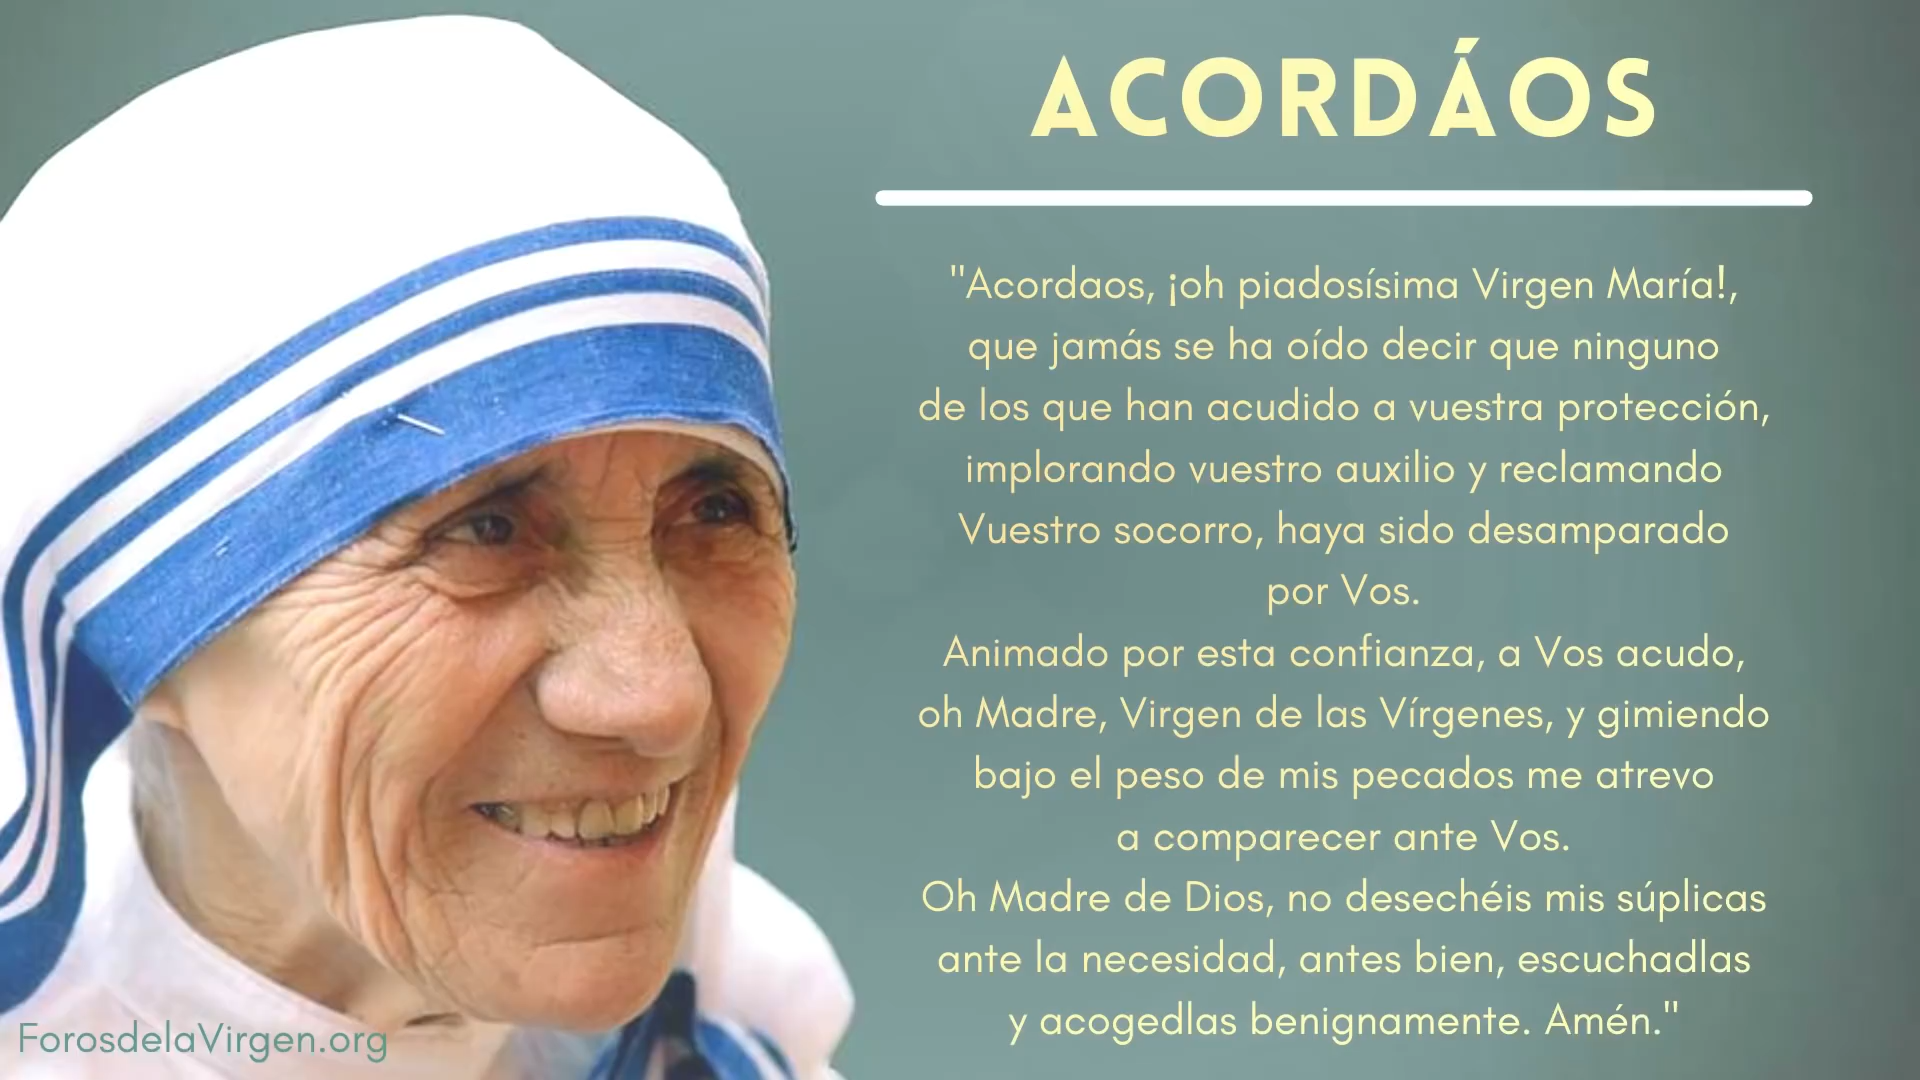 ACORDÁOS
"Acordaos, ¡oh piadosísima Virgen María!,
que jamás se ha oído decir que ninguno
de los que han acudido a vuestra protección,
implorando vuestro auxilio y reclamando
Vuestro socorro, haya sido desamparado
por Vos.
Animado por esta confianza, a Vos acudo,
oh Madre, Virgen de las Vírgenes, y gimiendo
bajo el peso de mis pecados me atrevo
a comparecer ante Vos.
Oh Madre de Dios, no desechéis mis súplicas
ante la necesidad, antes bien, escuchadlas
y acogedlas benignamente. Amén."
ForosdelaVirgen.org